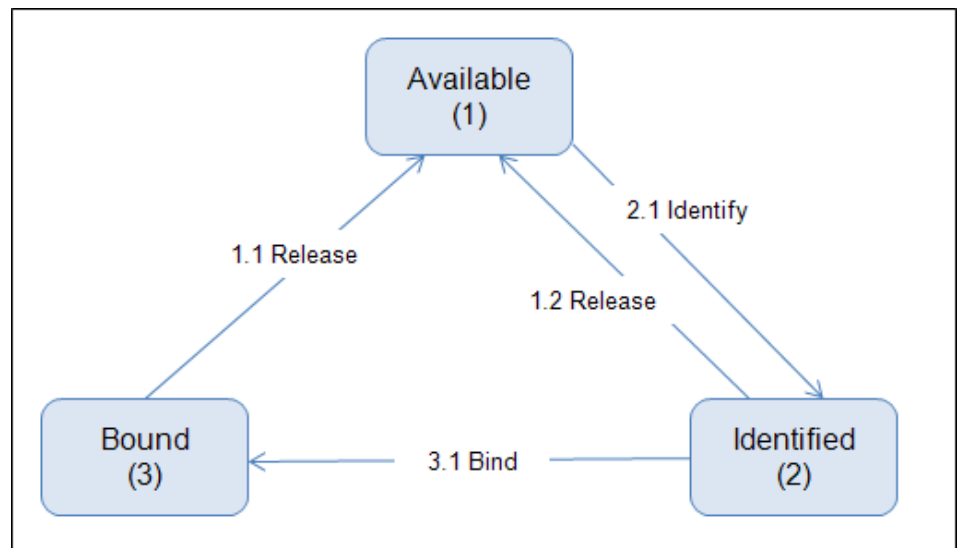 Available
(1)
2.1 Identify
1.1 Release
1.2 Release
Bound
(3)
3.1 Bind
Identified
(2)